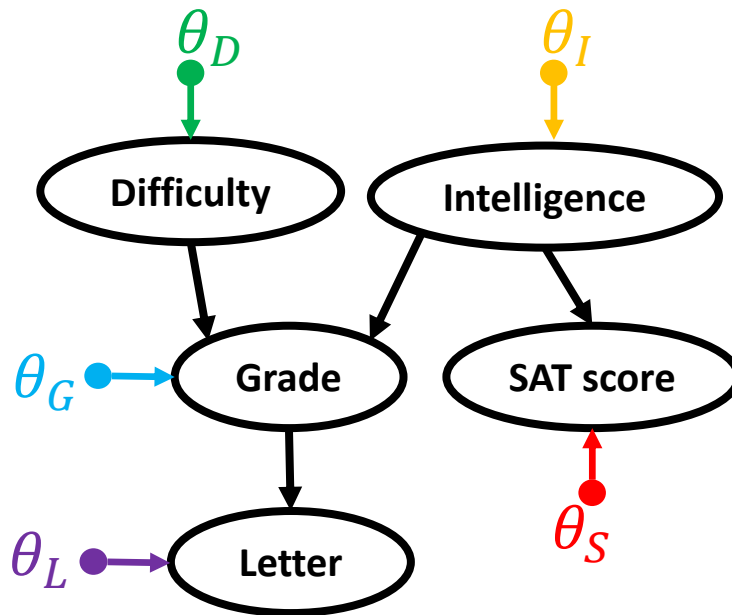 θ_D
θ_I
Difficulty
Intelligence
θ_G
Grade
SAT score
θ_L
Letter
θ_S